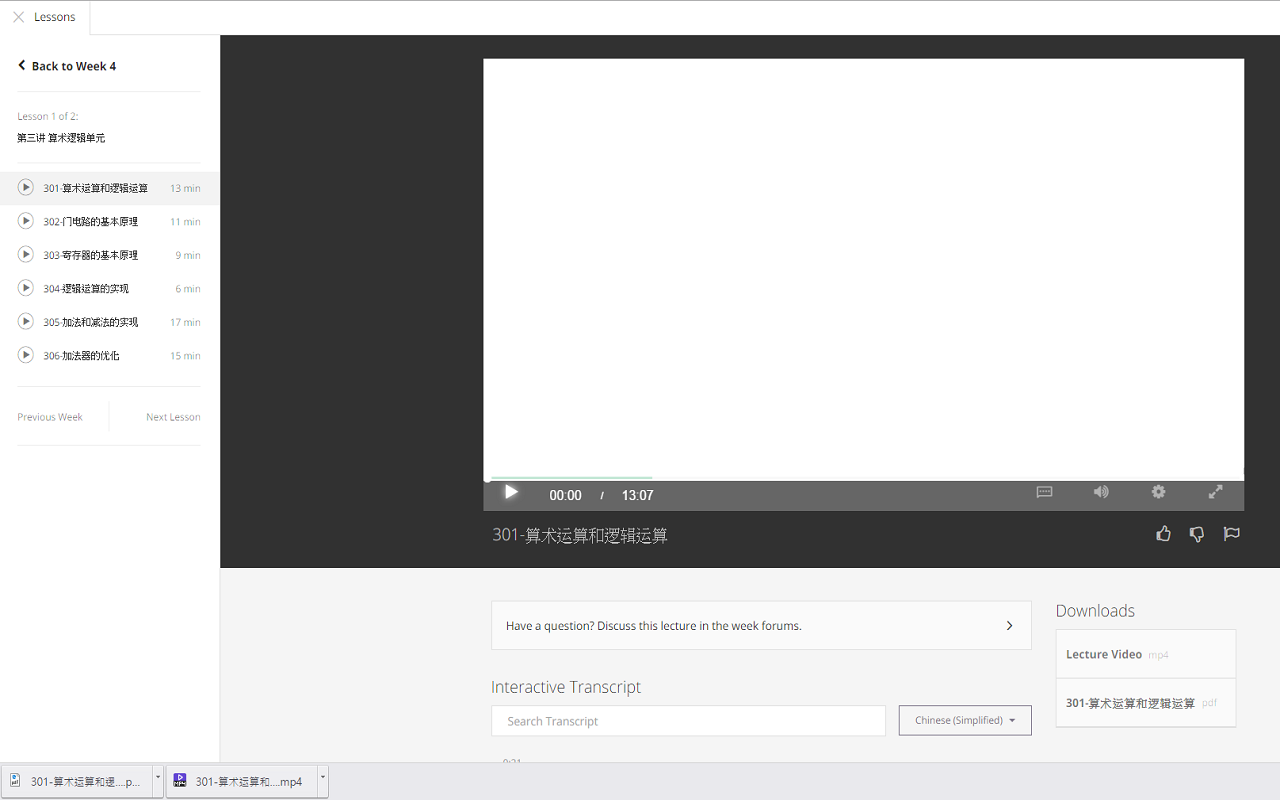 Lessons
Back to Week 4
Lesson 1 of 2:
第三讲 算术逻辑单元
301-算术运算和逻辑运算 13 min
302-门电路的基本原理 11 min
303-寄存器的基本原理 9 min
304-逻辑运算的实现 6 min
305-加法和减法的实现 17 min
306-加法器的优化 15 min
Previous Week Next Lesson
00:00 / 13:07
301-算术运算和逻辑运算
Have a question? Discuss this lecture in the week forums.
Interactive Transcript
Search Transcript
Chinese (Simplified)
Downloads
Lecture Video mp4
301-算术运算和逻辑运算 pdf
301-算术运算和逻....p...
301-算术运算和....mp4